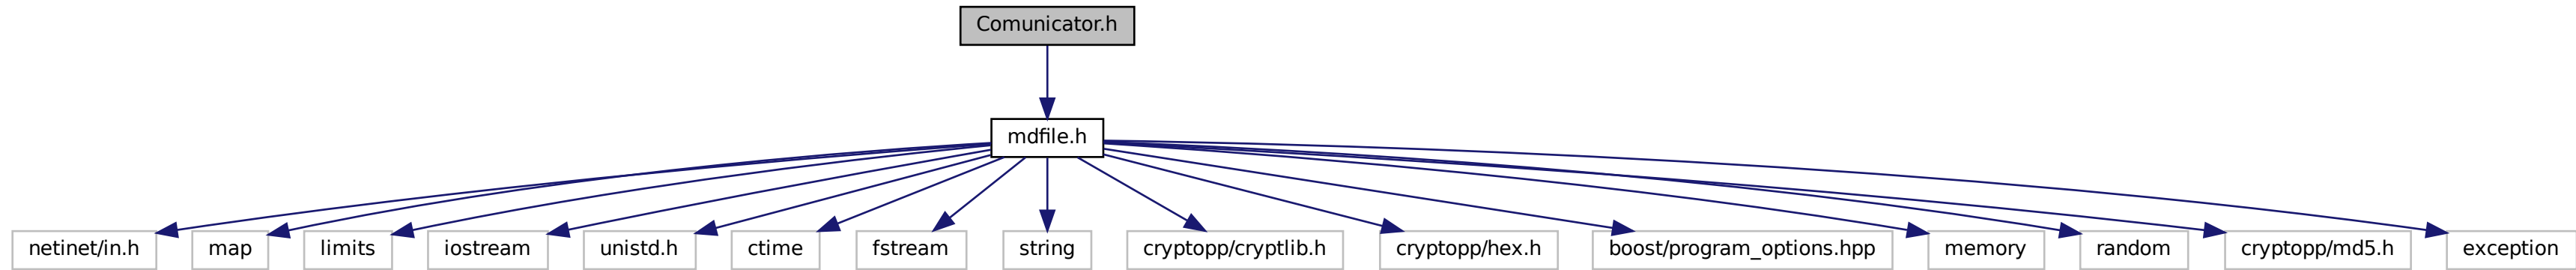 Comunicator.h
mdfile.h
netinet/in.h
map
limits
iostream
unistd.h
ctime
fstream
string
cryptopp/cryptlib.h
cryptopp/hex.h
boost/program_options.hpp
memory
random
cryptopp/md5.h
exception